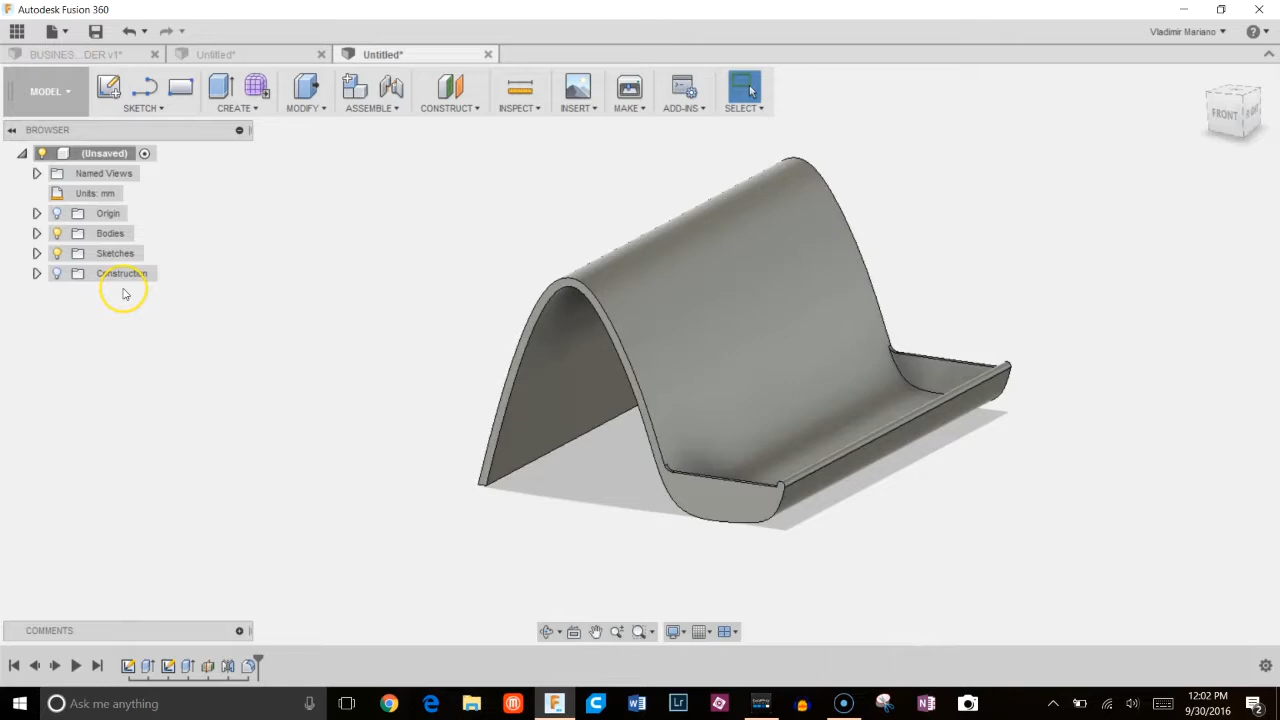 Autodesk Fusion 360
Vladimir Mariano
BUSINES...DER v1*
Untitled*
Untitled*
MODEL
SKETCH
CREATE
MODIFY
ASSEMBLE
CONSTRUCT
INSPECT
INSERT
MAKE
ADD-INS
SELECT
FRONT
BROWSER
(Unsaved)
Named Views
Units: mm
Origin
Bodies
Sketches
Construction
COMMENTS
Ask me anything
12:02 PM
9/30/2016